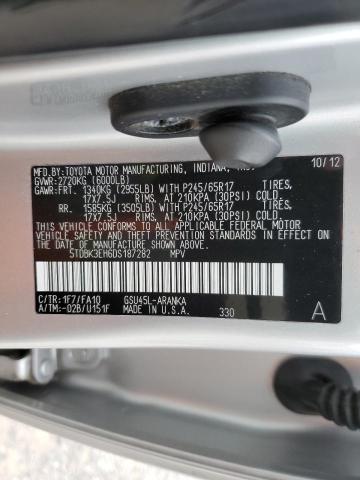 MFD.BY:TOYOTA MOTOR MANUFACTURING, INDIANA, INC. 10/12
GVWR:2720KG (6000LB)
GAWR:FRT. 1340KG (2955LB) WITH P245/65R17 TIRES,
17X7.5J RIMS, AT 210KPA (30PSI) COLD.
RR. 1585KG (3505LB) WITH P245/65R17 TIRES,
17X7.5J RIMS, AT 210KPA (30PSI) COLD.
THIS VEHICLE CONFORMS TO ALL APPLICABLE FEDERAL MOTOR
VEHICLE SAFETY AND THEFT PREVENTION STANDARDS IN
EFFECT ON THE DATE OF MANUFACTURE SHOWN ABOVE.
5TDBK3EH6DS187282 MPV
C/TR:1F7/FA10 GSU45L-ARANKA
A/TM:-02B/U151F 330 A